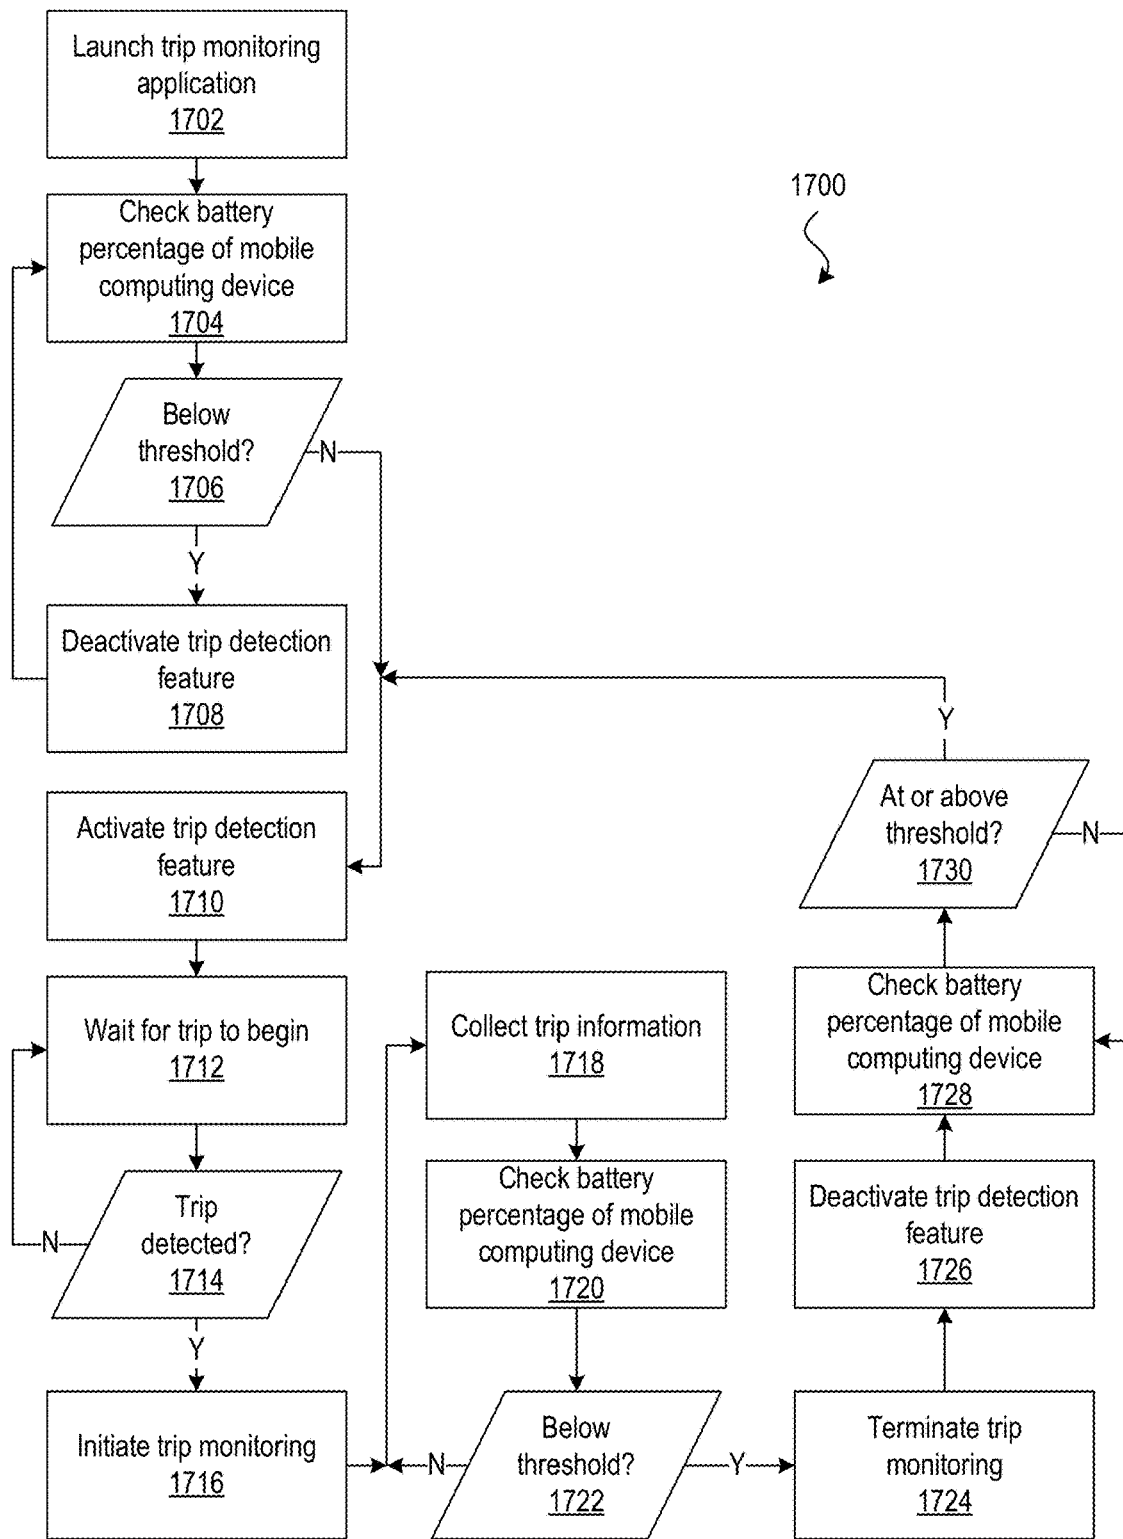 Launch trip monitoring
application
1702
1700
Check battery
percentage of mobile
computing device
1704
Below
threshold?
1706
N
Y
Deactivate trip detection
feature
1708
Activate trip detection
feature
1710
Wait for trip to begin
1712
Trip
detected?
1714
N
Y
Initiate trip monitoring
1716
Collect trip information
1718
Check battery
percentage of mobile
computing device
1720
Below
threshold?
1722
N
Y
Terminate trip
monitoring
1724
Deactivate trip detection
feature
1726
Check battery
percentage of mobile
computing device
1728
At or above
threshold?
1730
Y
N